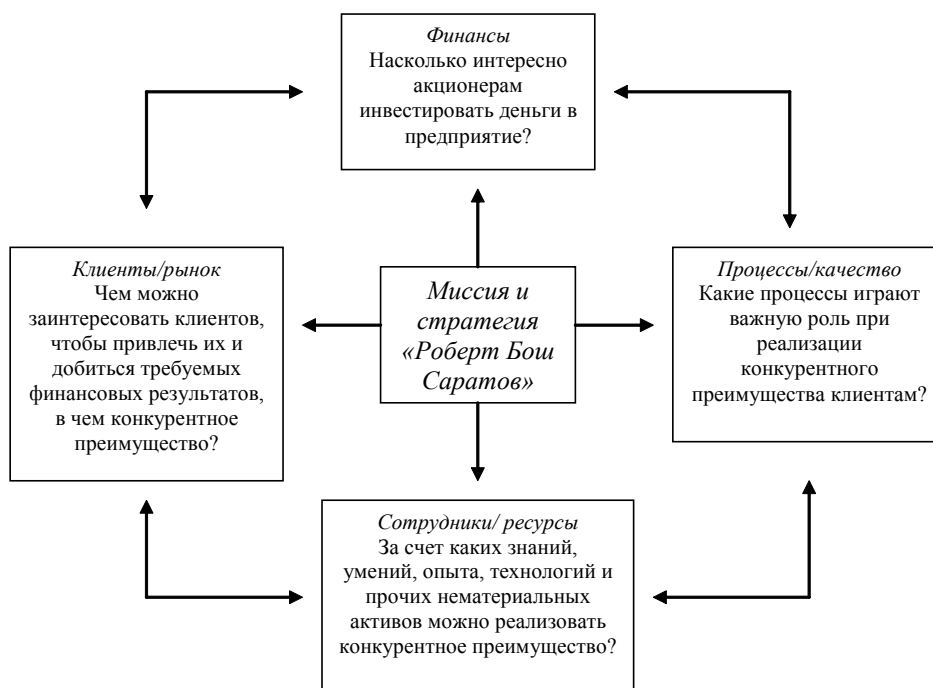 Финансы
Насколько интересно
акционерам
инвестировать деньги в
предприятие?
Клиенты/рынок
Чем можно
заинтересовать клиентов,
чтобы привлечь их и
добиться требуемых
финансовых результатов,
в чем конкурентное
преимущество?
Миссия и
стратегия
«Роберт Бош
Саратов»
Процессы/качество
Какие процессы играют
важную роль при
реализации
конкурентного
преимущества клиентам?
Сотрудники/ ресурсы
За счет каких знаний,
умений, опыта, технологий и
прочих нематериальных
активов можно реализовать
конкурентное преимущество?